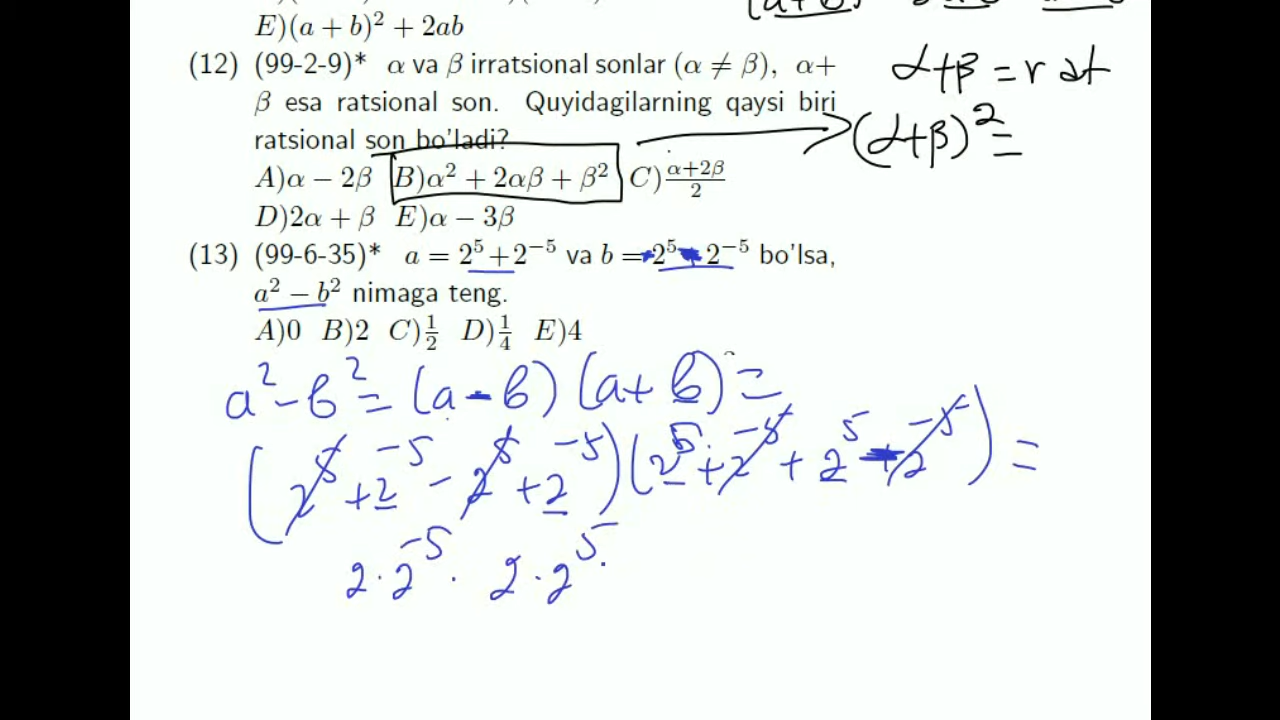 E)(a + b)² + 2ab
(12) (99-2-9)* α va β irratsional sonlar (α ≠ β), α+
β esa ratsional son. Quyidagilarning qaysi biri
ratsional son bo'ladi?
A)α − 2β B)α² + 2αβ + β² C)(α+2β)/2
D)2α + β E)α − 3β
α+β = r at
(α+β)² =
(13) (99-6-35)* a = 2⁵ + 2⁻⁵ va b = 2⁵ − 2⁻⁵ bo'lsa,
a² − b² nimaga teng.
A)0 B)2 C)1/2 D)1/4 E)4
a² - b² = (a - b) (a + b) =
(2⁵ + 2⁻⁵ - 2⁵ + 2⁻⁵)(2⁵ + 2⁻⁵ + 2⁵ - 2⁻⁵) =
2 · 2⁻⁵ · 2 · 2⁵ ·